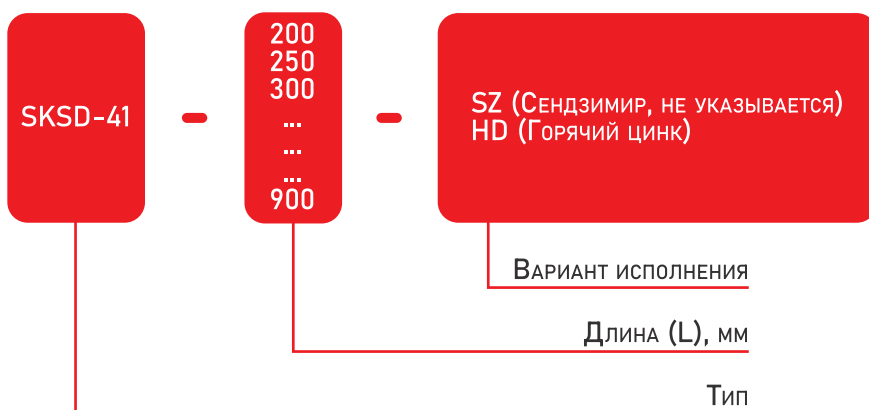 SKSD-41
-
200
250
300
...
...
...
900
-
SZ (Сендзимир, не указывается)
HD (Горячий цинк)
Вариант исполнения
Длина (L), мм
Тип